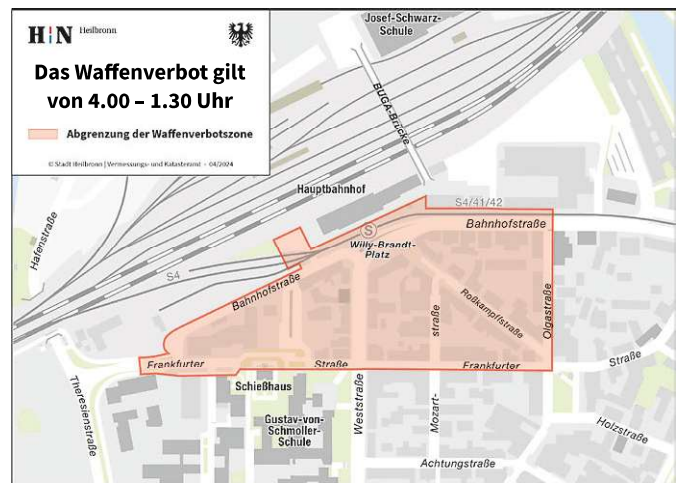 H:N Heilbronn
Das Waffenverbot gilt
von 4.00 – 1.30 Uhr
Abgrenzung der Waffenverbotszone
© Stadt Heilbronn | Vermessungs- und Katasteramt - 04/2024
Josef-Schwarz-
Schule
BUGA-Brücke
Hauptbahnhof
S4/41/42
Bahnhofstraße
S
Willy-Brandt-
Platz
Hafenstraße
S4
Bahnhofstraße
Roßkampffstraße
straße
Mozart-
Olgastraße
Frankfurter
Straße
Frankfurter
Straße
Theresienstraße
Schießhaus
Gustav-von-
Schmoller-
Schule
Weststraße
Holzstraße
Achtungstraße